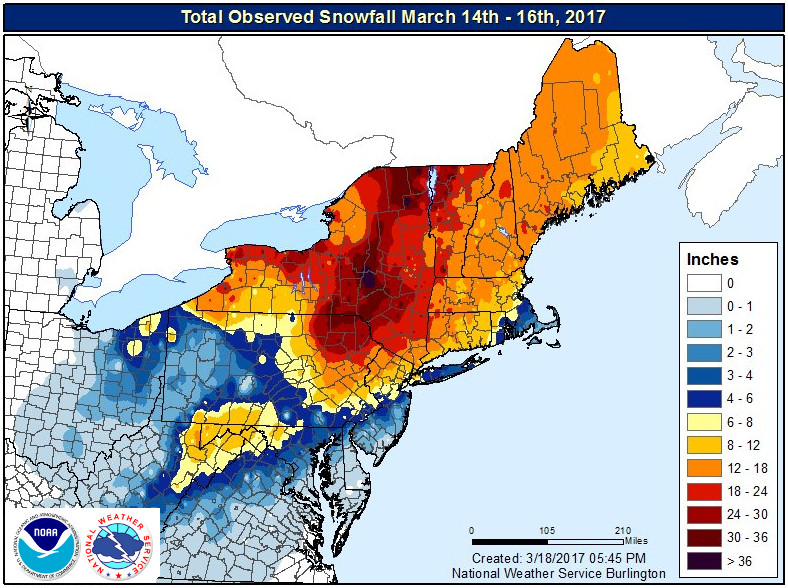 Total Observed Snowfall March 14th - 16th, 2017
Inches
0
0 - 1
1 - 2
2 - 3
3 - 4
4 - 6
6 - 8
8 - 12
12 - 18
18 - 24
24 - 30
30 - 36
> 36
0 105 210
Miles
Created: 3/18/2017 05:45 PM
National Weather Service Burlington
NOAA
NATIONAL WEATHER SERVICE